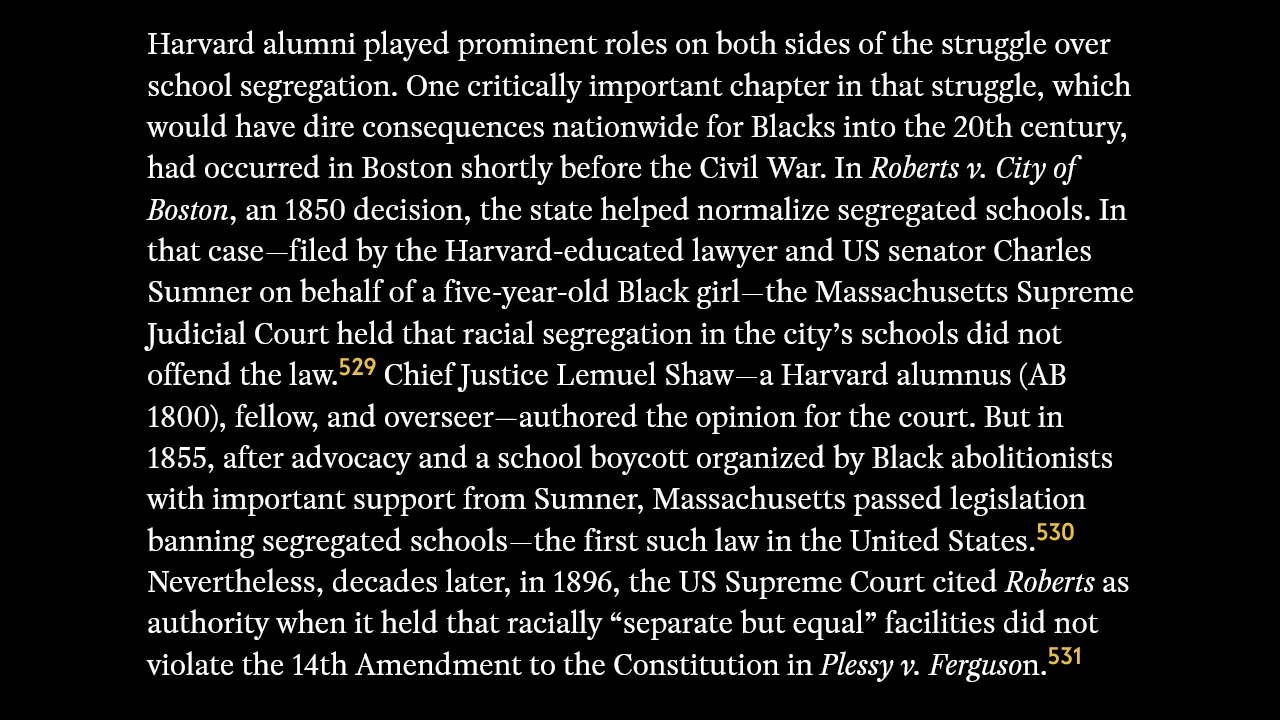 Harvard alumni played prominent roles on both sides of the struggle over
school segregation. One critically important chapter in that struggle, which
would have dire consequences nationwide for Blacks into the 20th century,
had occurred in Boston shortly before the Civil War. In Roberts v. City of
Boston, an 1850 decision, the state helped normalize segregated schools. In
that case—filed by the Harvard-educated lawyer and US senator Charles
Sumner on behalf of a five-year-old Black girl—the Massachusetts Supreme
Judicial Court held that racial segregation in the city’s schools did not
offend the law.529 Chief Justice Lemuel Shaw—a Harvard alumnus (AB
1800), fellow, and overseer—authored the opinion for the court. But in
1855, after advocacy and a school boycott organized by Black abolitionists
with important support from Sumner, Massachusetts passed legislation
banning segregated schools—the first such law in the United States.530
Nevertheless, decades later, in 1896, the US Supreme Court cited Roberts as
authority when it held that racially “separate but equal” facilities did not
violate the 14th Amendment to the Constitution in Plessy v. Ferguson.531